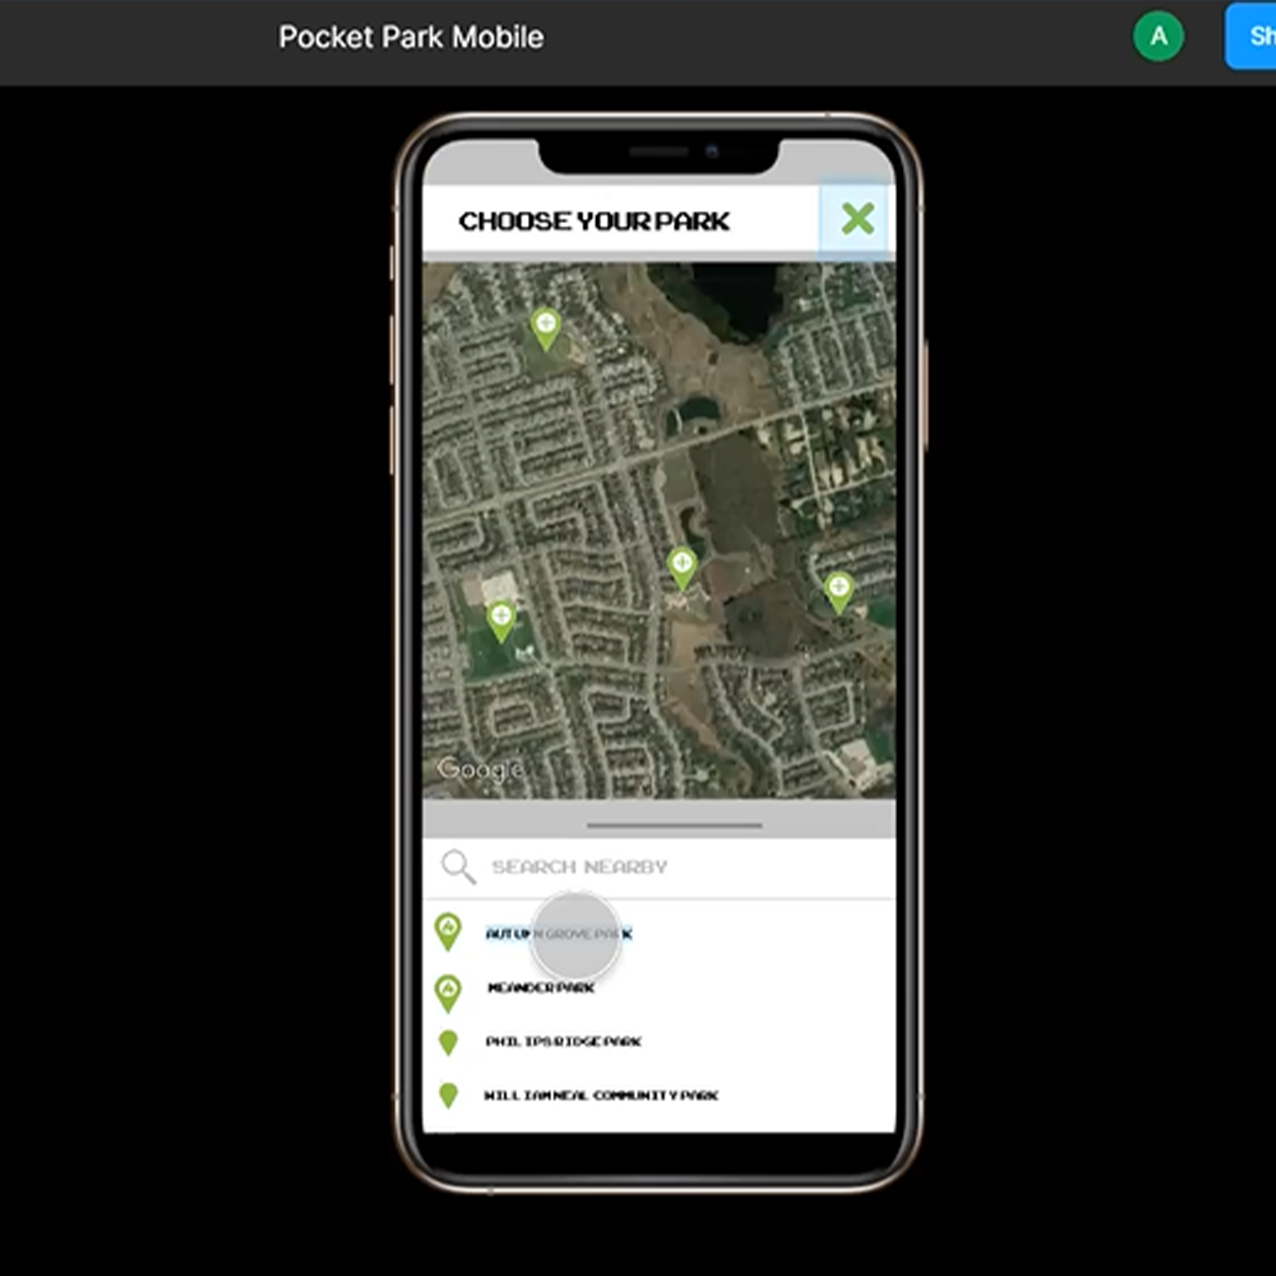 Pocket Park Mobile
A
Sh
CHOOSE YOUR PARK
Google
SEARCH NEARBY
AUTUMN GROVE PARK
MEANDER PARK
PHILIPS RIDGE PARK
WILLIAM NEAL COMMUNITY PARK